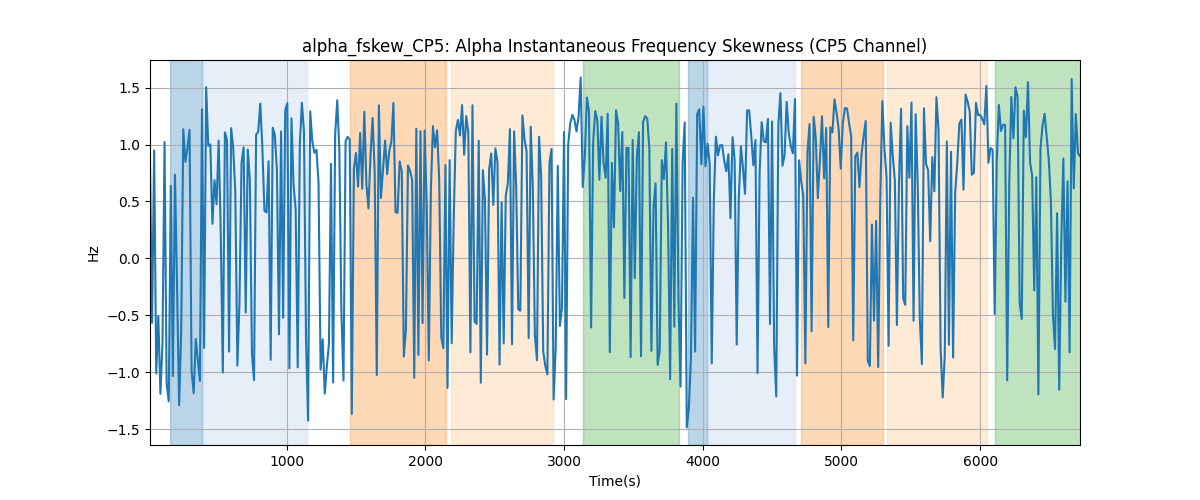 alpha_fskew_CP5: Alpha Instantaneous Frequency Skewness (CP5 Channel)
1.5
1.0
0.5
0.0
−0.5
−1.0
−1.5
Hz
1000 2000 3000 4000 5000 6000
Time(s)